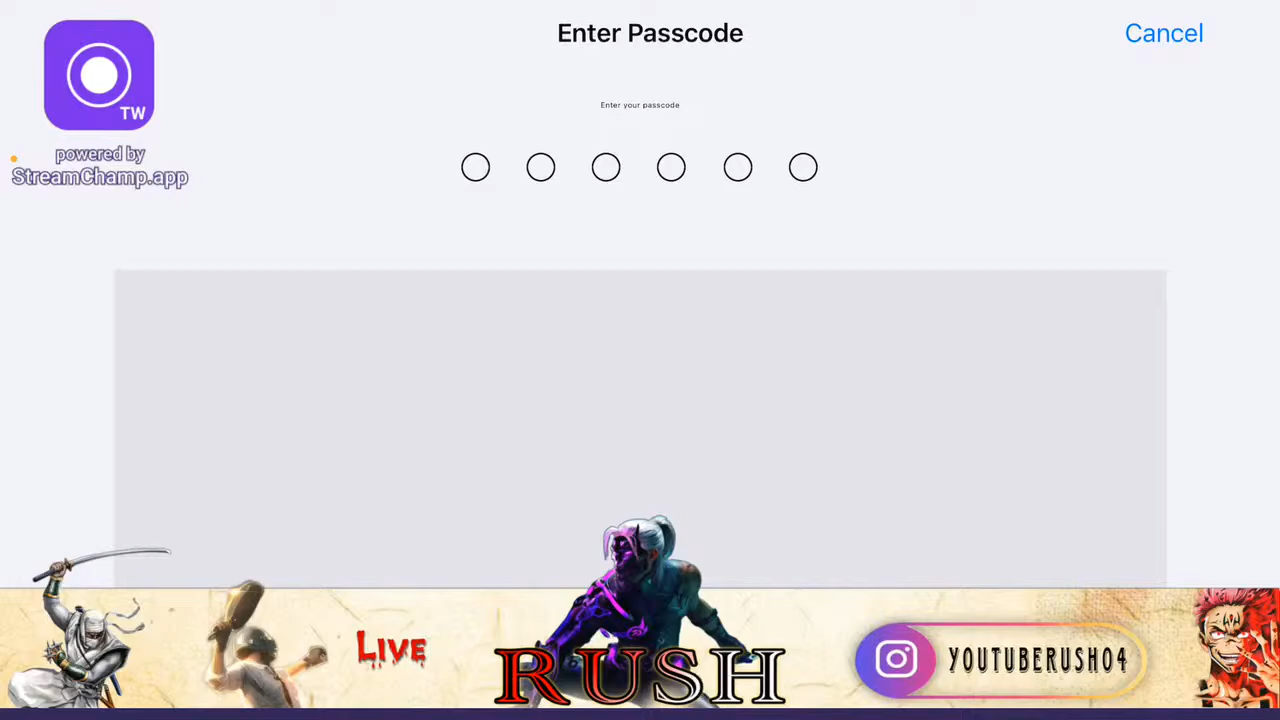 Enter Passcode
Cancel
Enter your passcode
TW
powered by
StreamChamp.app
LIVE
RUSH
YOUTUBERUSH04